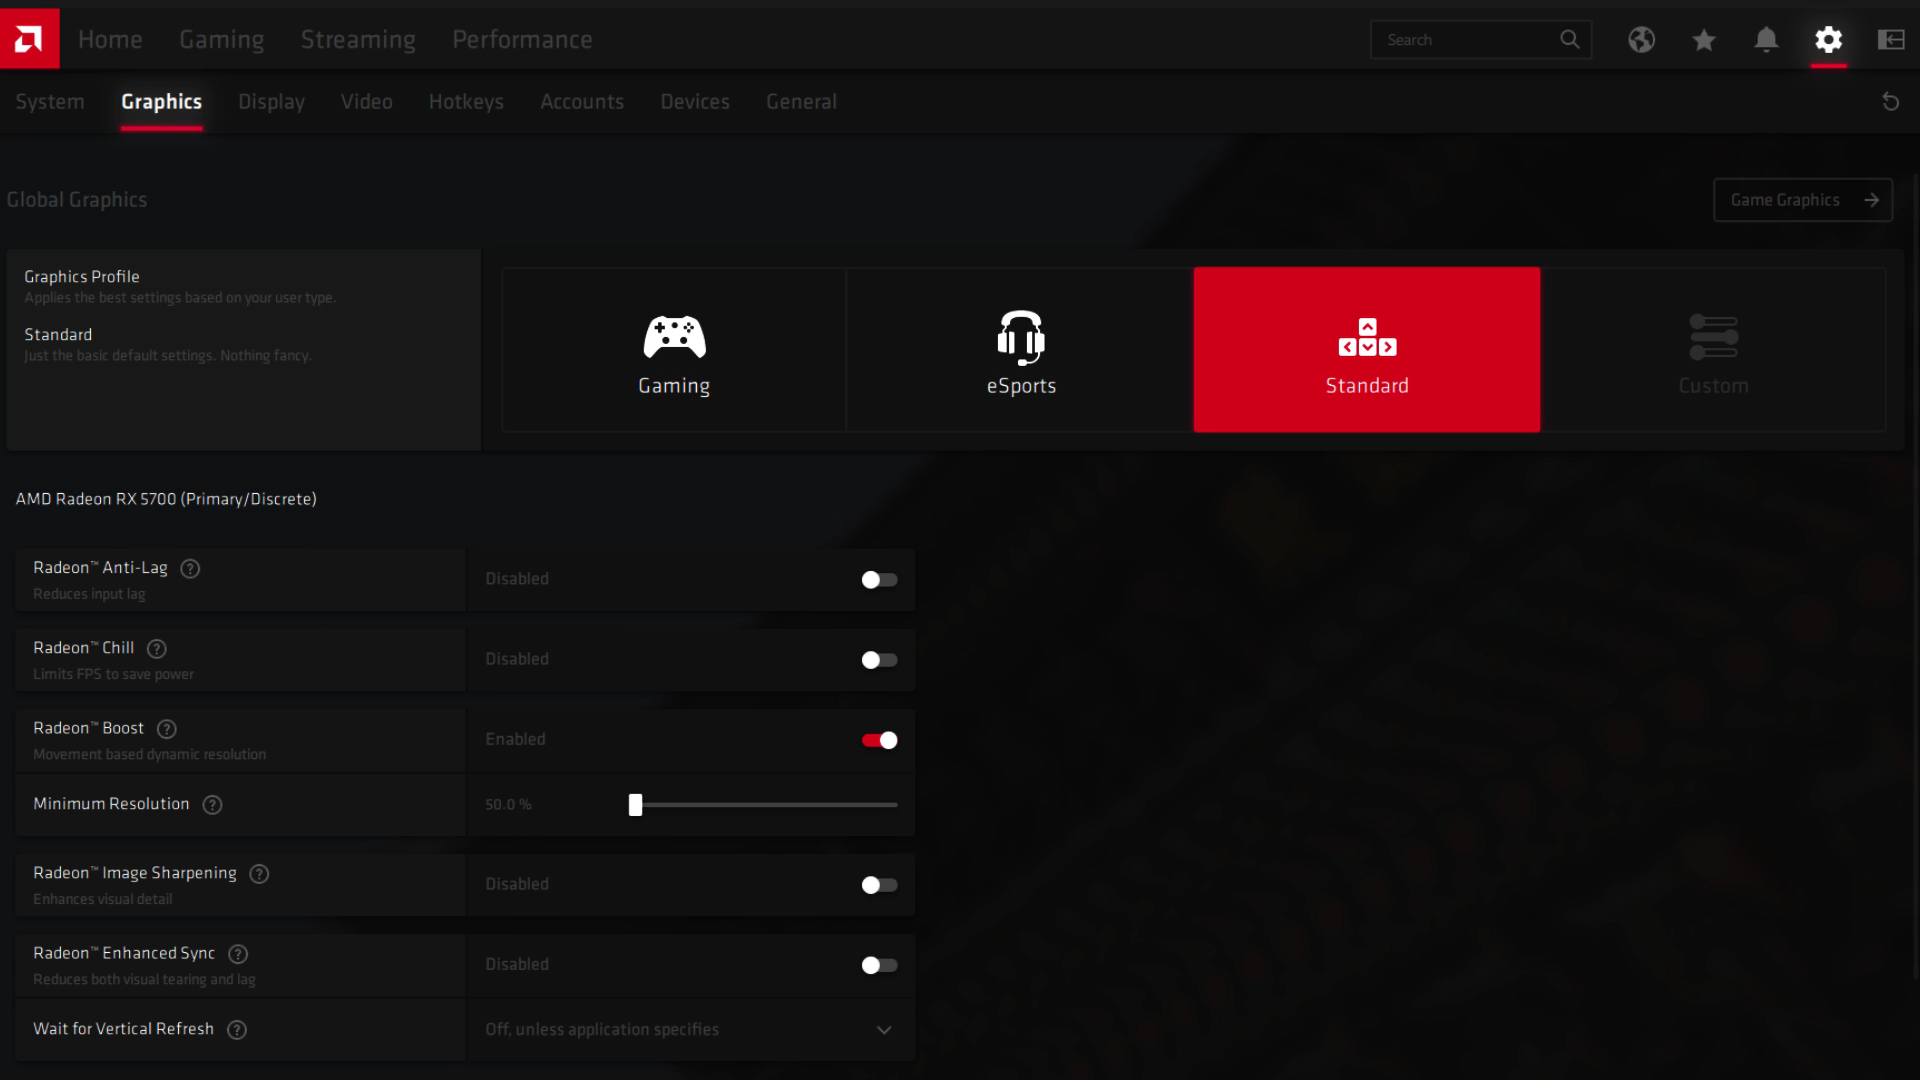 Home Gaming Streaming Performance Search
System Graphics Display Video Hotkeys Accounts Devices General
Global Graphics
Game Graphics
Graphics Profile
Applies the best settings based on your user type.
Standard
Just the basic default settings. Nothing fancy.
Gaming
eSports
Standard
Custom
AMD Radeon RX 5700 (Primary/Discrete)
Radeon™ Anti-Lag ?
Reduces input lag
Disabled
Radeon™ Chill ?
Limits FPS to save power
Disabled
Radeon™ Boost ?
Movement based dynamic resolution
Enabled
Minimum Resolution ?
50.0 %
Radeon™ Image Sharpening ?
Enhances visual detail
Disabled
Radeon™ Enhanced Sync ?
Reduces both visual tearing and lag
Disabled
Wait for Vertical Refresh ?
Off, unless application specifies